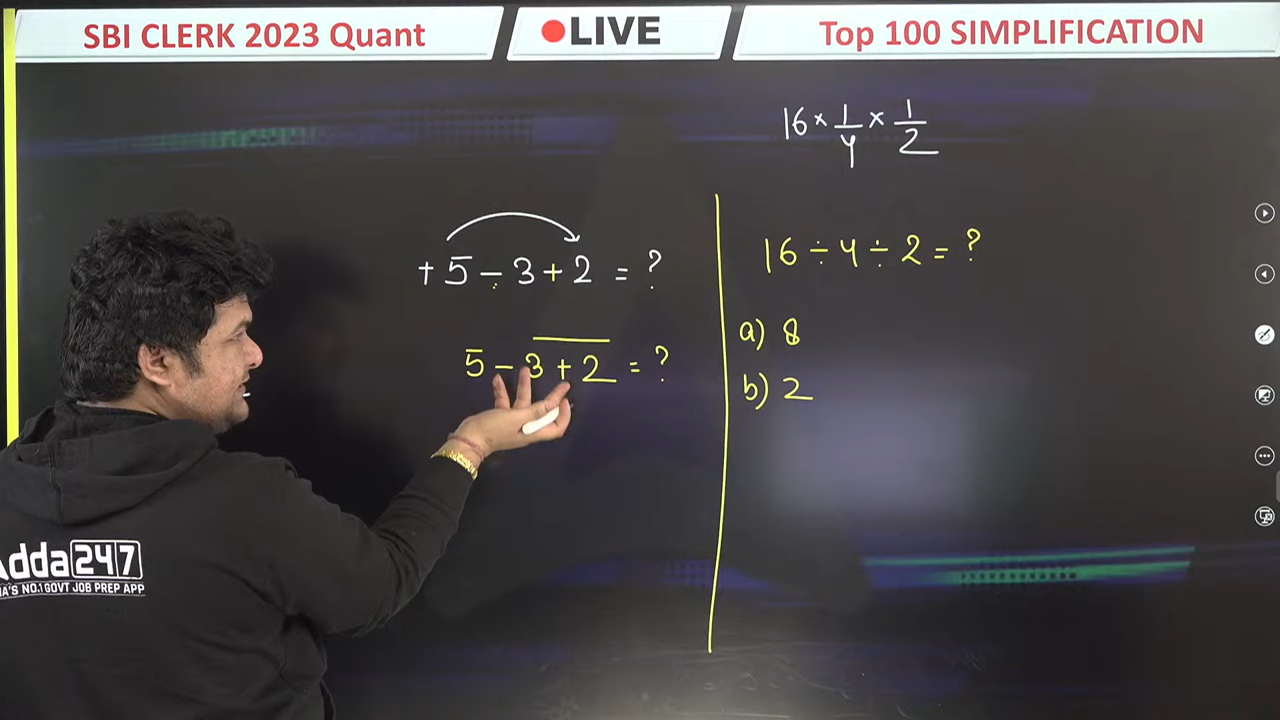 SBI CLERK 2023 Quant
LIVE
Top 100 SIMPLIFICATION
16 × 1/4 × 1/2
+5 − 3 + 2 = ?
5 − 3 + 2 = ?
16 ÷ 4 ÷ 2 = ?
a) 8
b) 2
Adda247
A'S NO.1 GOVT JOB PREP APP